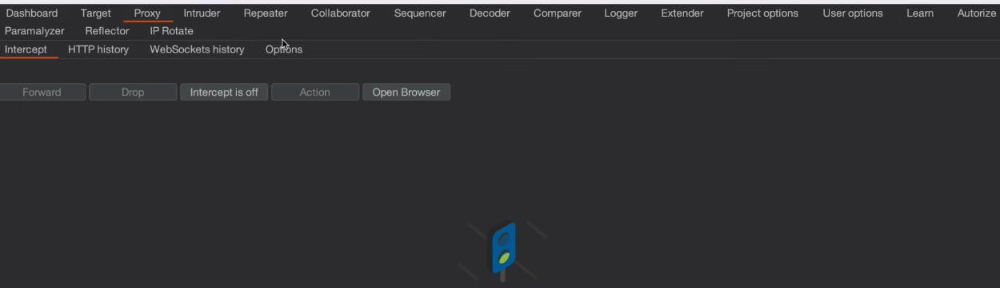 Dashboard Target Proxy Intruder Repeater Collaborator Sequencer Decoder Comparer Logger Extender Project options User options Learn Autorize
Paramalyzer Reflector IP Rotate
Intercept HTTP history WebSockets history Options
Forward Drop Intercept is off Action Open Browser